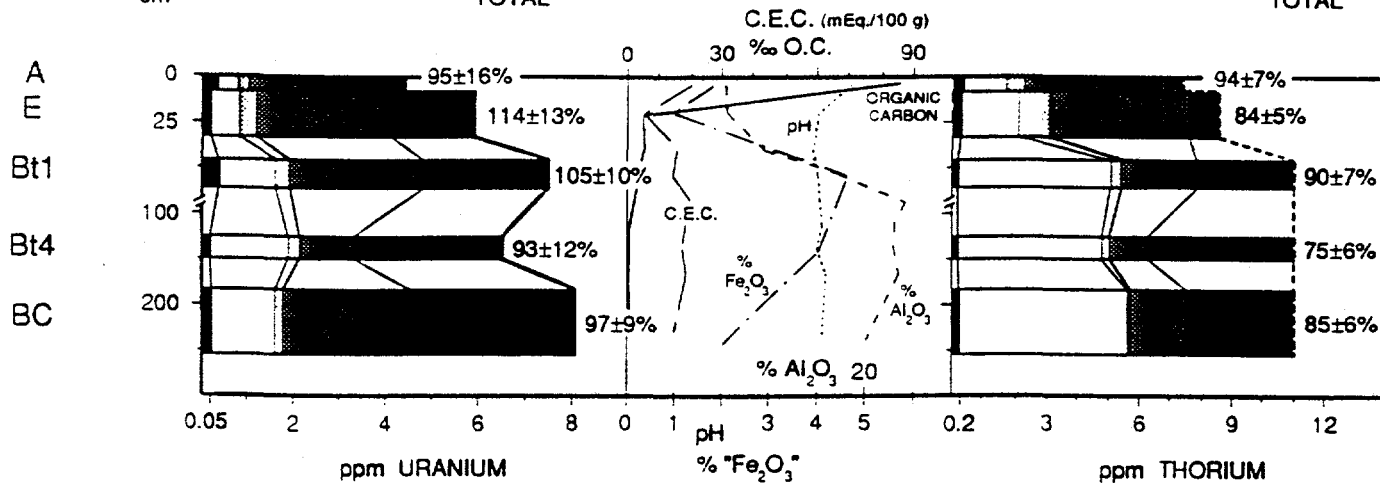 TOTAL TOTAL
C.E.C. (mEq./100 g)
‰ O.C.
0 30 90
A 0 95±16% 94±7%
E 25 114±13% ORGANIC CARBON pH 84±5%
Bt1 105±10% 90±7%
100 C.E.C.
Bt4 93±12% 75±6%
% Fe₂O₃
BC 200 97±9% % Al₂O₃ 85±6%
% Al₂O₃ 20
0.05 2 4 6 8 0 1 3 4 5 0.2 3 6 9 12
pH
ppm URANIUM % "Fe₂O₃" ppm THORIUM